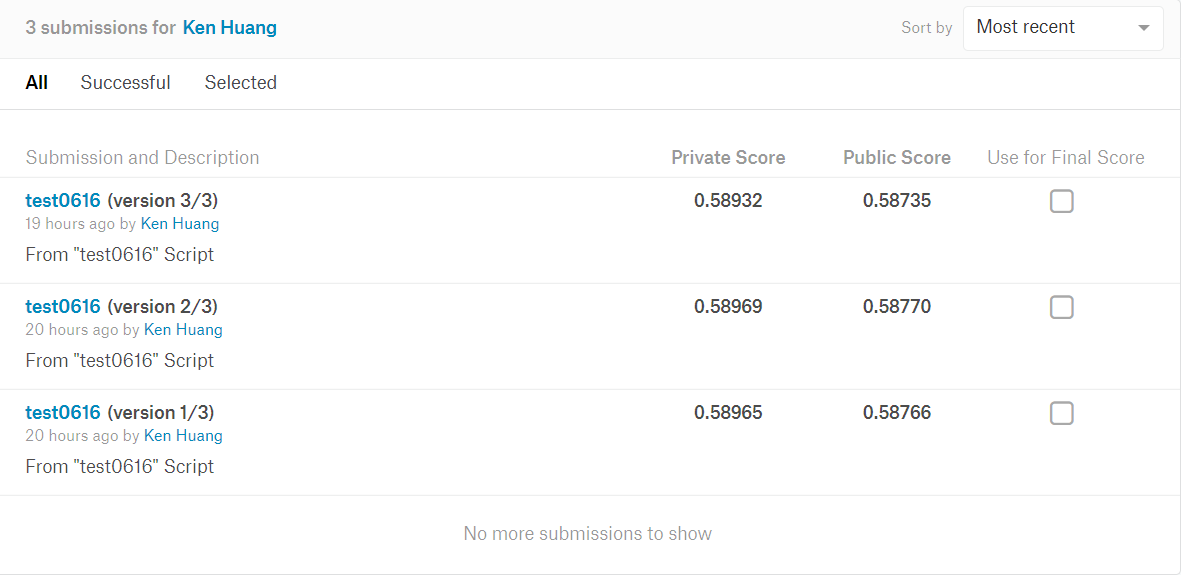 3 submissions for Ken Huang Sort by Most recent
All Successful Selected
Submission and Description Private Score Public Score Use for Final Score
test0616 (version 3/3) 0.58932 0.58735
19 hours ago by Ken Huang
From "test0616" Script
test0616 (version 2/3) 0.58969 0.58770
20 hours ago by Ken Huang
From "test0616" Script
test0616 (version 1/3) 0.58965 0.58766
20 hours ago by Ken Huang
From "test0616" Script
No more submissions to show